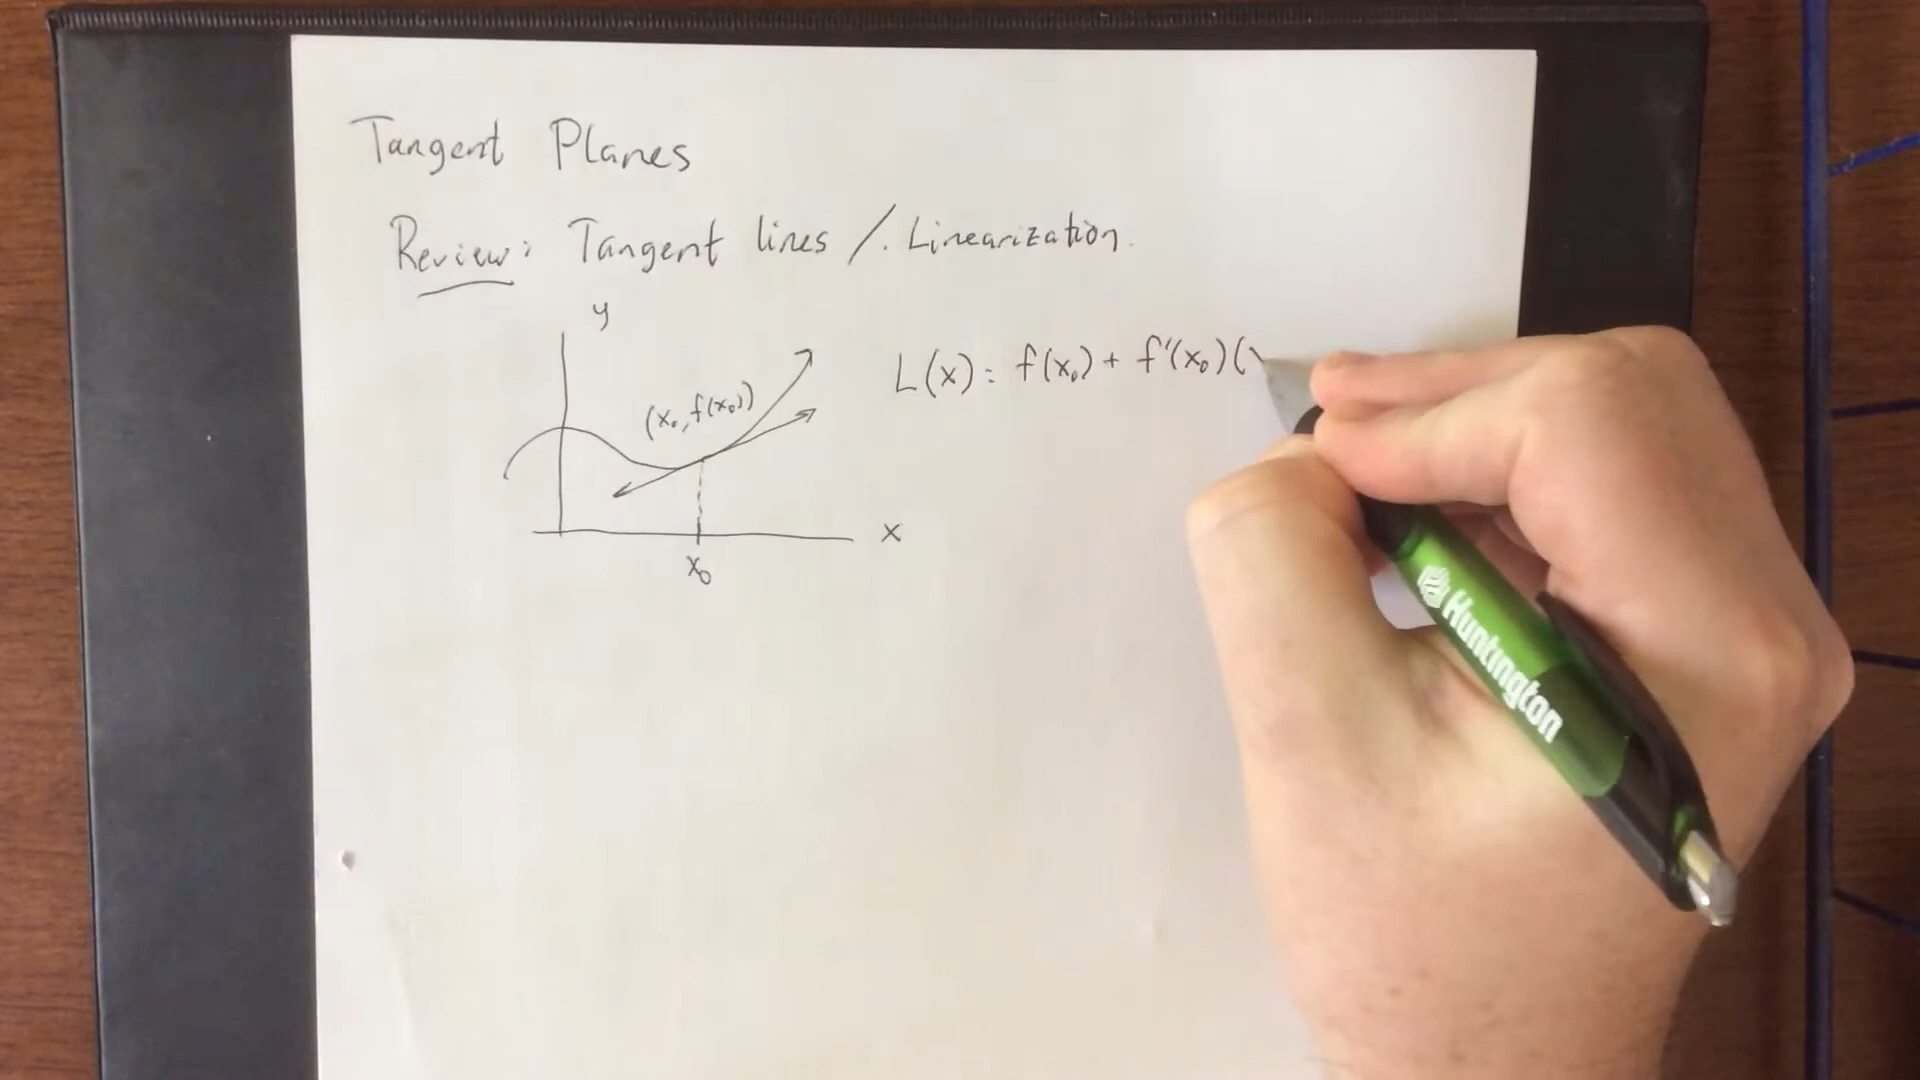 Tangent Planes
Review: Tangent lines / Linearization.
y
L(x) = f(x₀) + f'(x₀)(
(x₀, f(x₀))
x
x₀
Huntington